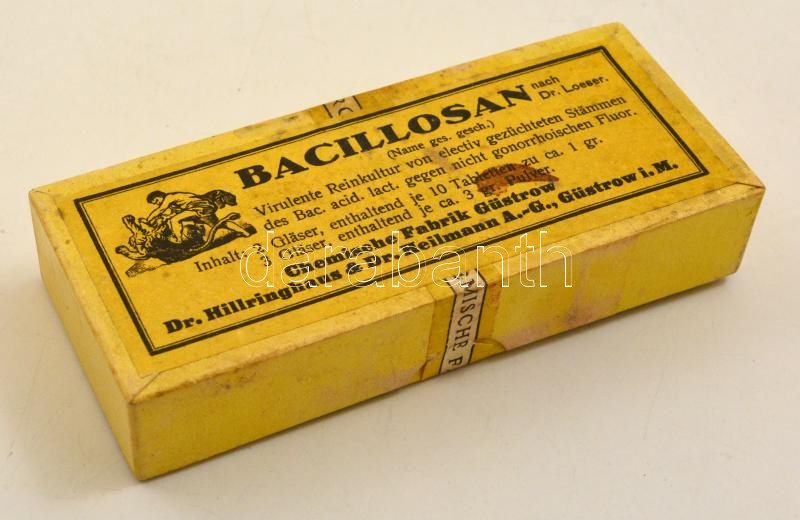 BACILLOSAN nach Dr. Loeser.
(Name ges. gesch.)
Virulente Reinkultur von electiv gezüchteten Stämmen
des Bac. acid. lact. gegen nicht gonorrhoischen Fluor.
Inhalt: 2 Gläser, enthaltend je 10 Tabletten zu ca. 1 gr.
3 Gläser, enthaltend je ca. 3 gr. Pulver.
Chemische Fabrik Güstrow
Dr. Hillringhaus & Dr. Heilmann A.-G., Güstrow i. M.
MISCHE F
darabanth